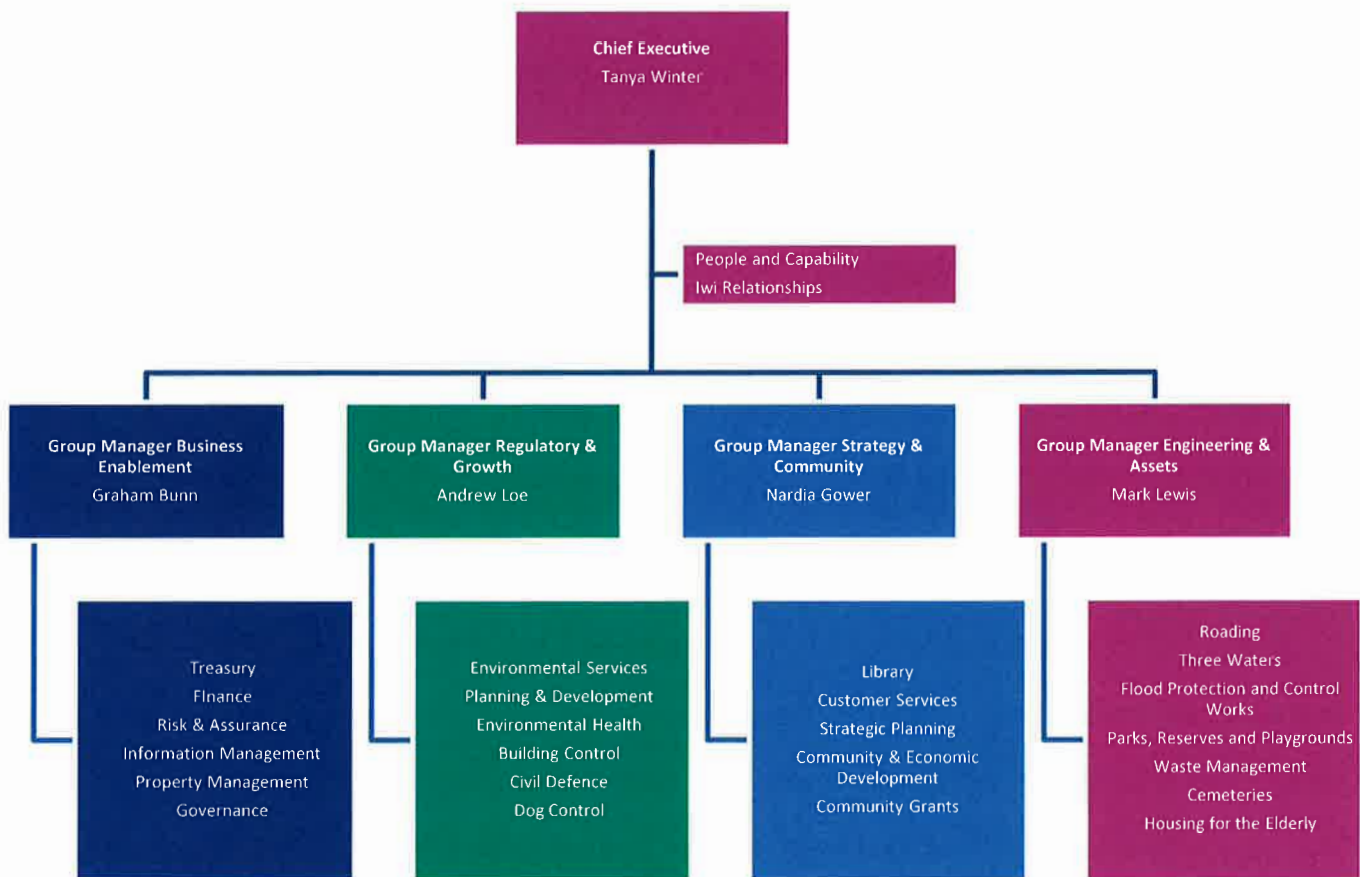 Chief Executive
Tanya Winter
People and Capability
Iwi Relationships
Group Manager Business
Enablement
Graham Bunn
Group Manager Regulatory &
Growth
Andrew Loe
Group Manager Strategy &
Community
Nardia Gower
Group Manager Engineering &
Assets
Mark Lewis
Treasury
Finance
Risk & Assurance
Information Management
Property Management
Governance
Environmental Services
Planning & Development
Environmental Health
Building Control
Civil Defence
Dog Control
Library
Customer Services
Strategic Planning
Community & Economic
Development
Community Grants
Roading
Three Waters
Flood Protection and Control
Works
Parks, Reserves and Playgrounds
Waste Management
Cemeteries
Housing for the Elderly